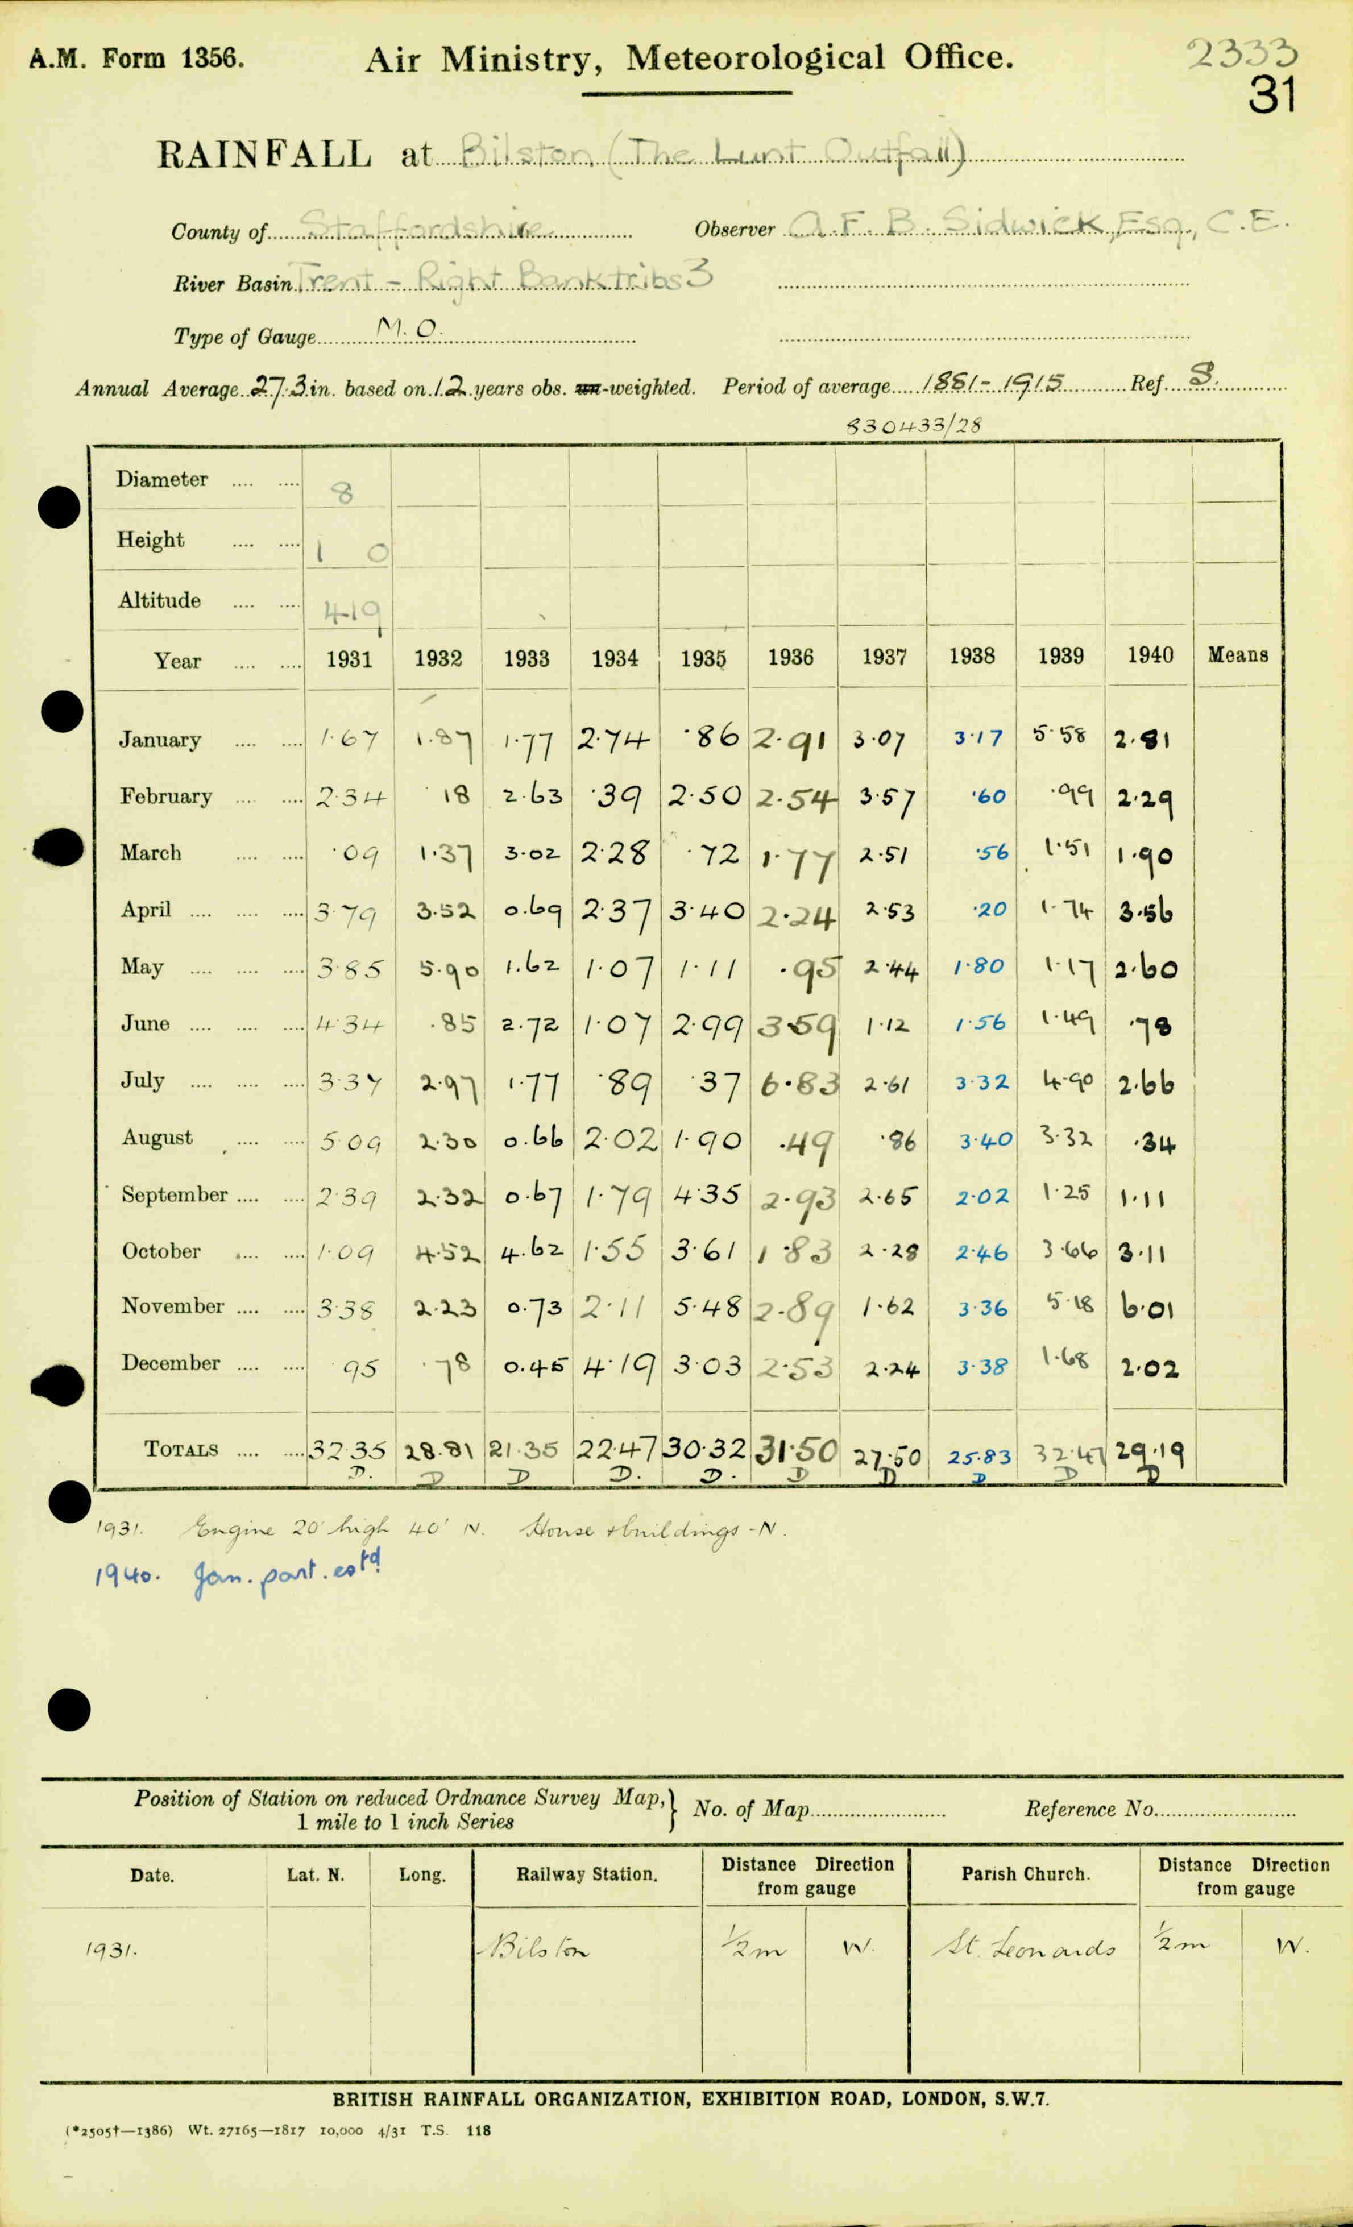 A.M. Form 1356. Air Ministry, Meteorological Office. 2333
31
RAINFALL at Bilston (The Lunt Outfall)
County of Staffordshire Observer A. F. B. Sidwick, Esq., C.E.
River Basin Trent - Right Bank tribs 3
Type of Gauge M.O.
Annual Average 27.3 in. based on 12 years obs. un-weighted. Period of average 1881-1915 Ref. S.
830433/28
Diameter 8
Height 1 0
Altitude 419
Year 1931 1932 1933 1934 1935 1936 1937 1938 1939 1940 Means
January 1.67 1.87 1.77 2.74 .86 2.91 3.07 3.17 5.58 2.81
February 2.34 .18 2.63 .39 2.50 2.54 3.57 .60 .99 2.29
March .09 1.37 3.02 2.28 .72 1.77 2.51 .56 1.51 1.90
April 3.79 3.52 0.69 2.37 3.40 2.24 2.53 .20 1.74 3.56
May 3.85 5.90 1.62 1.07 1.11 .95 2.44 1.80 1.17 2.60
June 4.34 .85 2.72 1.07 2.99 3.59 1.12 1.56 1.49 .78
July 3.37 2.97 1.77 .89 .37 6.83 2.61 3.32 4.90 2.66
August 5.09 2.30 0.66 2.02 1.90 .49 .86 3.40 3.32 .34
September 2.39 2.32 0.67 1.79 4.35 2.93 2.65 2.02 1.25 1.11
October 1.09 4.52 4.62 1.55 3.61 1.83 2.28 2.46 3.66 3.11
November 3.38 2.23 0.73 2.11 5.48 2.89 1.62 3.36 5.18 6.01
December .95 .78 0.45 4.19 3.03 2.53 2.24 3.38 1.68 2.02
TOTALS 32.35 28.81 21.35 22.47 30.32 31.50 27.50 25.83 32.47 29.19
D. D D D. D. D D D D D
1931. Engine 20' high 40' N. House + buildings - N.
1940. Jan. part. estd.
Position of Station on reduced Ordnance Survey Map, } No. of Map Reference No.
1 mile to 1 inch Series
Date. Lat. N. Long. Railway Station. Distance Direction from gauge Parish Church. Distance Direction from gauge
1931. Bilston ½m W. St. Leonards ½m W.
BRITISH RAINFALL ORGANIZATION, EXHIBITION ROAD, LONDON, S.W.7.
(*2505†—1386) Wt. 27165—1817 10,000 4/31 T.S. 118